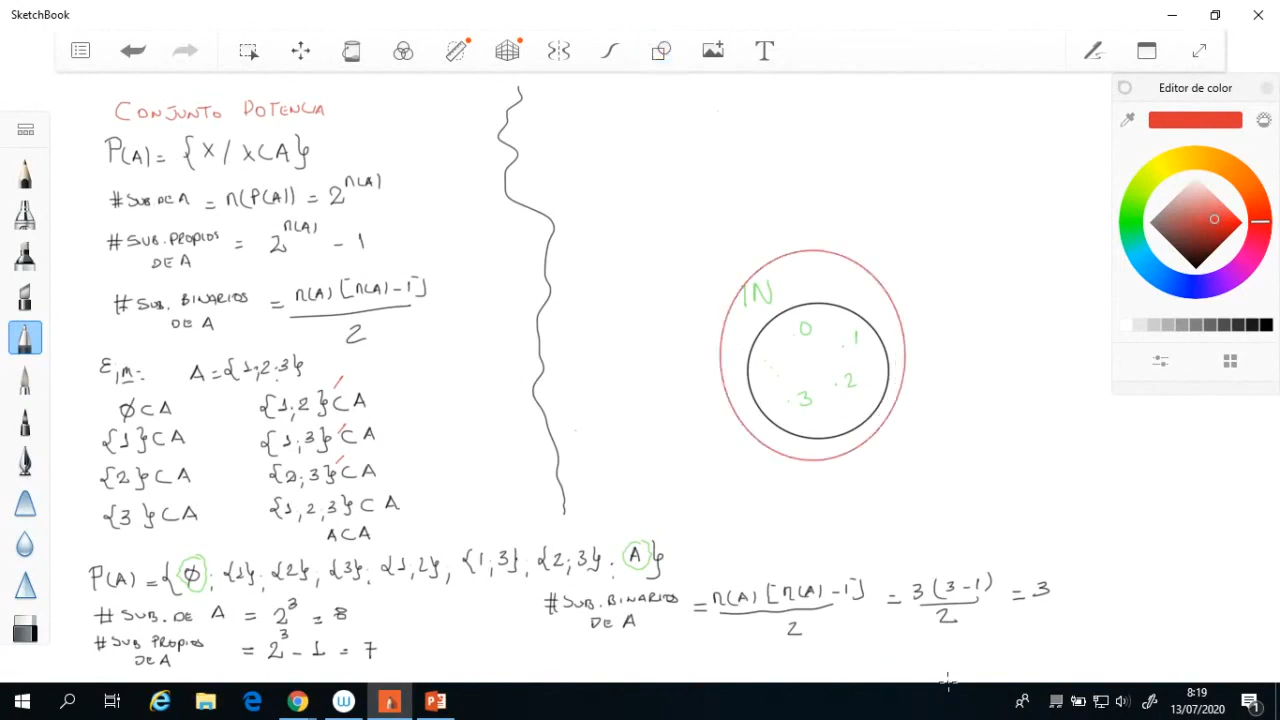 SketchBook
Editor de color
CONJUNTO POTENCIA
P(A) = { X / X ⊂ A }
# SUB DE A = n(P(A)) = 2^n(A)
# SUB. PROPIOS DE A = 2^n(A) - 1
# SUB. BINARIOS DE A = n(A) [n(A) - 1] / 2
Ejm: A = {1; 2; 3}
∅ ⊂ A {1; 2} ⊂ A
{1} ⊂ A {1; 3} ⊂ A
{2} ⊂ A {2; 3} ⊂ A
{3} ⊂ A {1; 2; 3} ⊂ A
A ⊂ A
P(A) = { ∅; {1}; {2}; {3}; {1; 2}, {1; 3}; {2; 3}; A }
# SUB. DE A = 2^3 = 8
# SUB PROPIOS DE A = 2^3 - 1 = 7
# SUB. BINARIOS DE A = n(A) [n(A) - 1] / 2 = 3 (3 - 1) / 2 = 3
IN
0
1
2
3
8:19
13/07/2020